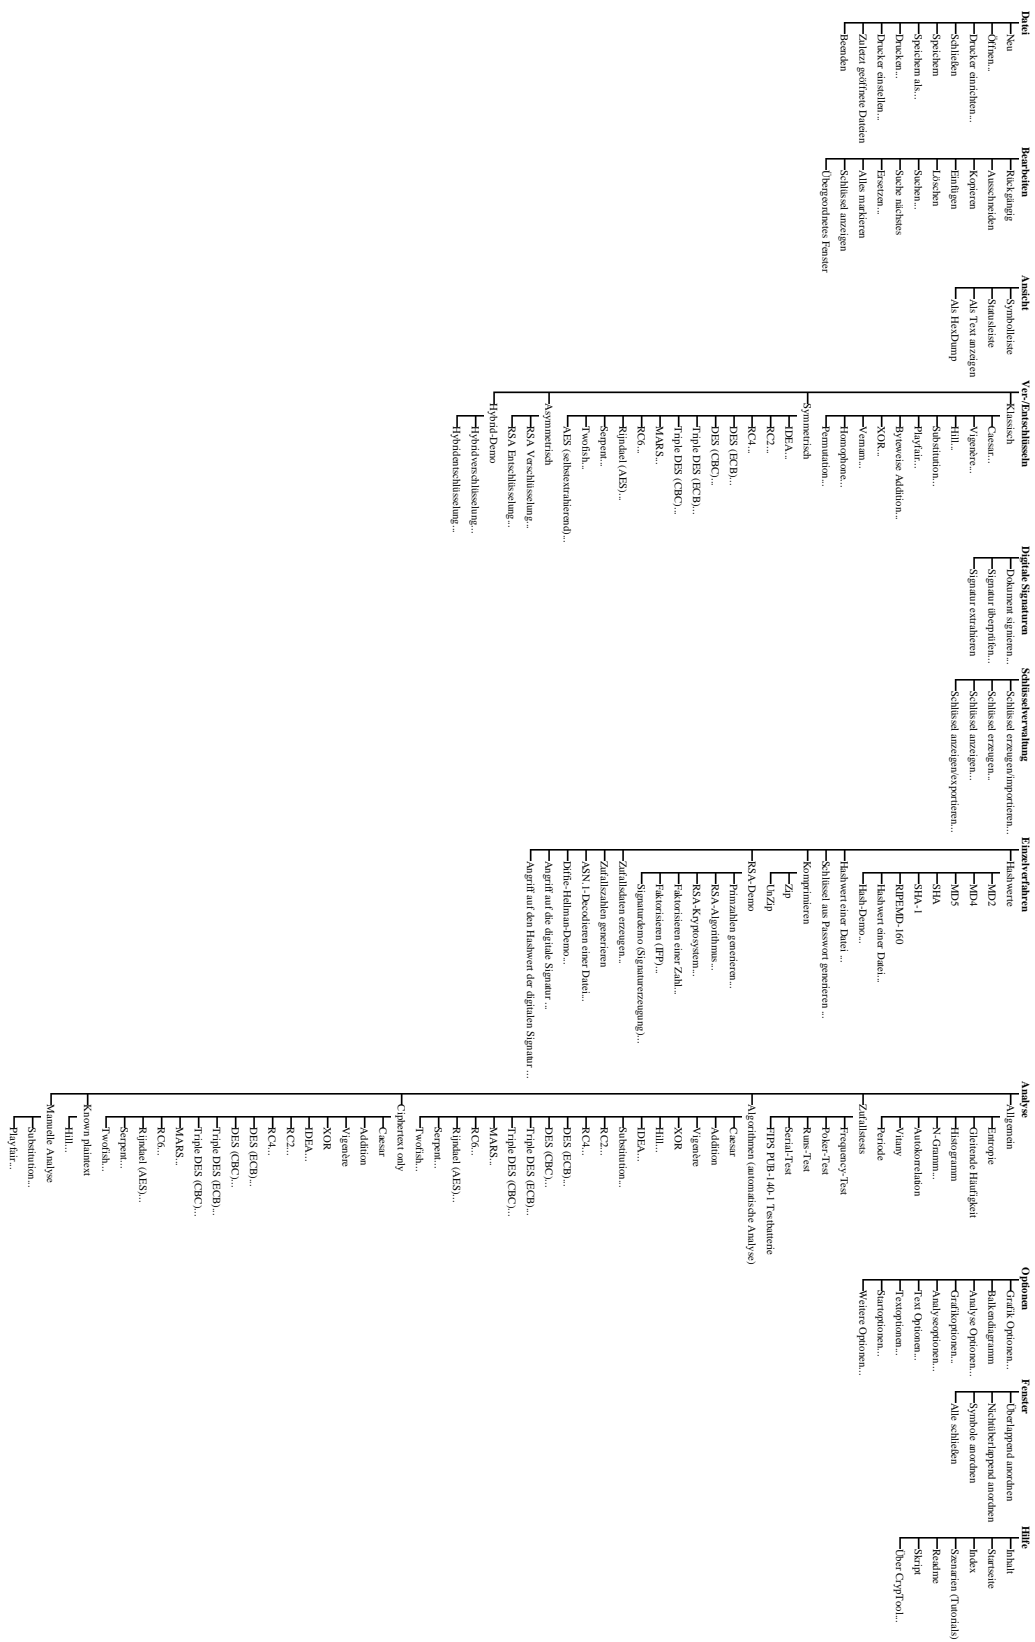 Datei
Neu
Öffnen...
Drucker einrichten...
Schließen
Speichern
Speichern als...
Drucken...
Drucker einstellen...
Zuletzt geöffnete Dateien
Beenden
Bearbeiten
Rückgängig
Ausschneiden
Kopieren
Einfügen
Löschen
Suchen...
Suche nächstes
Ersetzen...
Alles markieren
Schlüssel anzeigen
Übergeordnetes Fenster
Ansicht
Symbolleiste
Statusleiste
Als Text anzeigen
Als HexDump
Ver-/Entschlüsseln
Klassisch
Caesar...
Vigenère...
Hill...
Substitution...
Playfair...
Byteweise Addition...
XOR...
Vernam...
Homophone...
Permutation...
Symmetrisch
IDEA...
RC2...
RC4...
DES (ECB)...
DES (CBC)...
Triple DES (ECB)...
Triple DES (CBC)...
MARS...
RC6...
Rijndael (AES)...
Serpent...
Twofish...
AES (selbstextrahierend)...
Asymmetrisch
RSA Verschlüsselung...
RSA Entschlüsselung...
Hybrid-Demo
Hybridverschlüsselung...
Hybridentschlüsselung...
Digitale Signaturen
Dokument signieren...
Signatur überprüfen...
Signatur extrahieren
Schlüsselverwaltung
Schlüssel erzeugen/importieren...
Schlüssel erzeugen...
Schlüssel anzeigen...
Schlüssel anzeigen/exportieren...
Einzelverfahren
Hashwerte
MD2
MD4
MD5
SHA
SHA-1
RIPEMD-160
Hashwert einer Datei...
Hash-Demo...
Hashwert einer Datei ...
Schlüssel aus Passwort generieren ...
Komprimieren
Zip
UnZip
RSA-Demo
Primzahlen generieren...
RSA-Algorithmus...
RSA-Kryptosystem...
Faktorisieren einer Zahl...
Faktorisieren (IFP)...
Signaturdemo (Signaturerzeugung)...
Zufallsdaten erzeugen...
Zufallszahlen generieren
ASN.1-Decodieren einer Datei...
Diffie-Hellman-Demo...
Angriff auf die digitale Signatur ...
Angriff auf den Hashwert der digitalen Signatur ...
Analyse
Allgemein
Entropie
Gleitende Häufigkeit
Histogramm
N-Gramm...
Autokorrelation
Vitany
Periode
Zufallstests
Frequency-Test
Poker-Test
Runs-Test
Serial-Test
FIPS PUB-140-1 Testbatterie
Algorithmen (automatische Analyse)
Caesar
Addition
Vigenère
XOR
Hill...
IDEA...
Substitution...
RC2...
RC4...
DES (ECB)...
DES (CBC)...
Triple DES (ECB)...
Triple DES (CBC)...
MARS...
RC6...
Rijndael (AES)...
Serpent...
Twofish...
Ciphertext only
Caesar
Addition
Vigenère
XOR
IDEA...
RC2...
RC4...
DES (ECB)...
DES (CBC)...
Triple DES (ECB)...
Triple DES (CBC)...
MARS...
RC6...
Rijndael (AES)...
Serpent...
Twofish...
Known plaintext
Hill...
Manuelle Analyse
Substitution...
Playfair...
Optionen
Grafik Optionen...
Balkendiagramm
Analyse Optionen...
Grafikoptionen...
Analyseoptionen...
Text Optionen...
Textoptionen...
Startoptionen...
Weitere Optionen...
Fenster
Überlappend anordnen
Nichtüberlappend anordnen
Symbole anordnen
Alle schließen
Hilfe
Inhalt
Startseite
Index
Szenarien (Tutorials)
Readme
Skript
Über CrypTool...